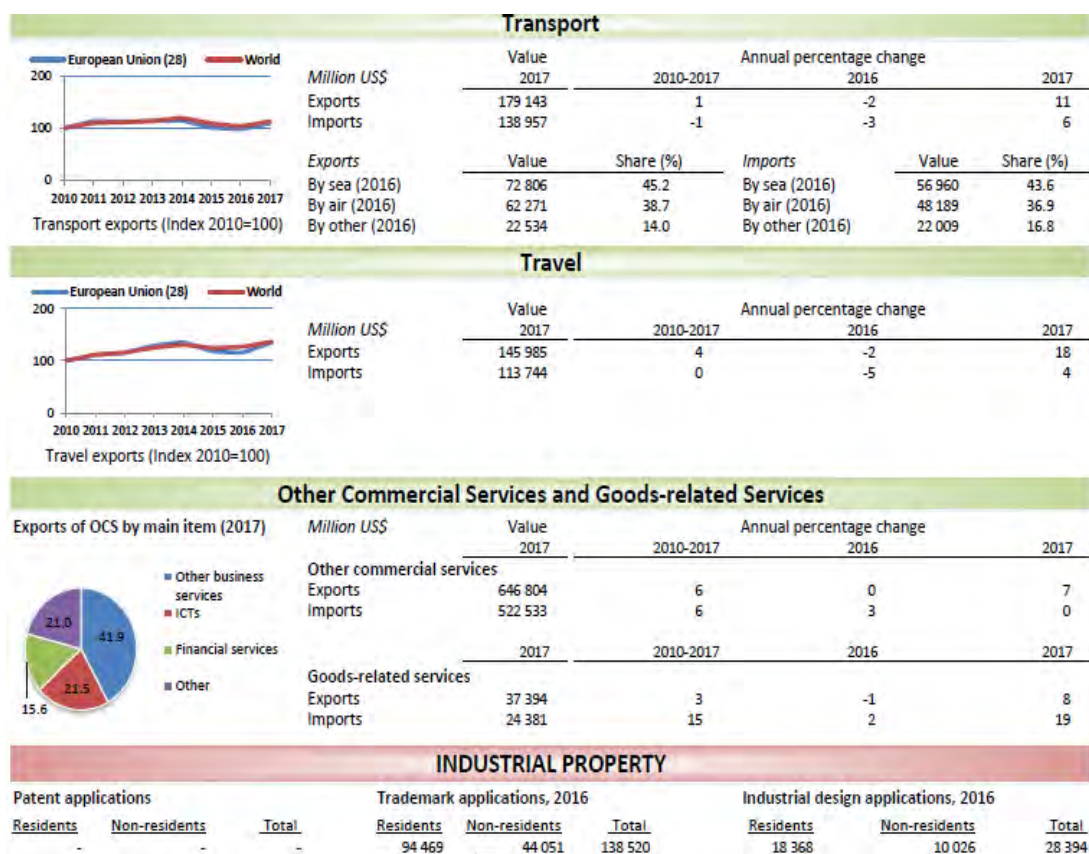 Transport
European Union (28) World
200
100
0
2010 2011 2012 2013 2014 2015 2016 2017
Transport exports (Index 2010=100)
Value Annual percentage change
Million US$ 2017 2010-2017 2016 2017
Exports 179 143 1 -2 11
Imports 138 957 -1 -3 6
Exports Value Share (%) Imports Value Share (%)
By sea (2016) 72 806 45.2 By sea (2016) 56 960 43.6
By air (2016) 62 271 38.7 By air (2016) 48 189 36.9
By other (2016) 22 534 14.0 By other (2016) 22 009 16.8
Travel
European Union (28) World
200
100
0
2010 2011 2012 2013 2014 2015 2016 2017
Travel exports (Index 2010=100)
Value Annual percentage change
Million US$ 2017 2010-2017 2016 2017
Exports 145 985 4 -2 18
Imports 113 744 0 -5 4
Other Commercial Services and Goods-related Services
Exports of OCS by main item (2017)
41.9
21.5
15.6
21.0
Other business
services
ICTs
Financial services
Other
Million US$ Value Annual percentage change
2017 2010-2017 2016 2017
Other commercial services
Exports 646 804 6 0 7
Imports 522 533 6 3 0
2017 2010-2017 2016 2017
Goods-related services
Exports 37 394 3 -1 8
Imports 24 381 15 2 19
INDUSTRIAL PROPERTY
Patent applications Trademark applications, 2016 Industrial design applications, 2016
Residents Non-residents Total Residents Non-residents Total Residents Non-residents Total
- - - 94 469 44 051 138 520 18 368 10 026 28 394